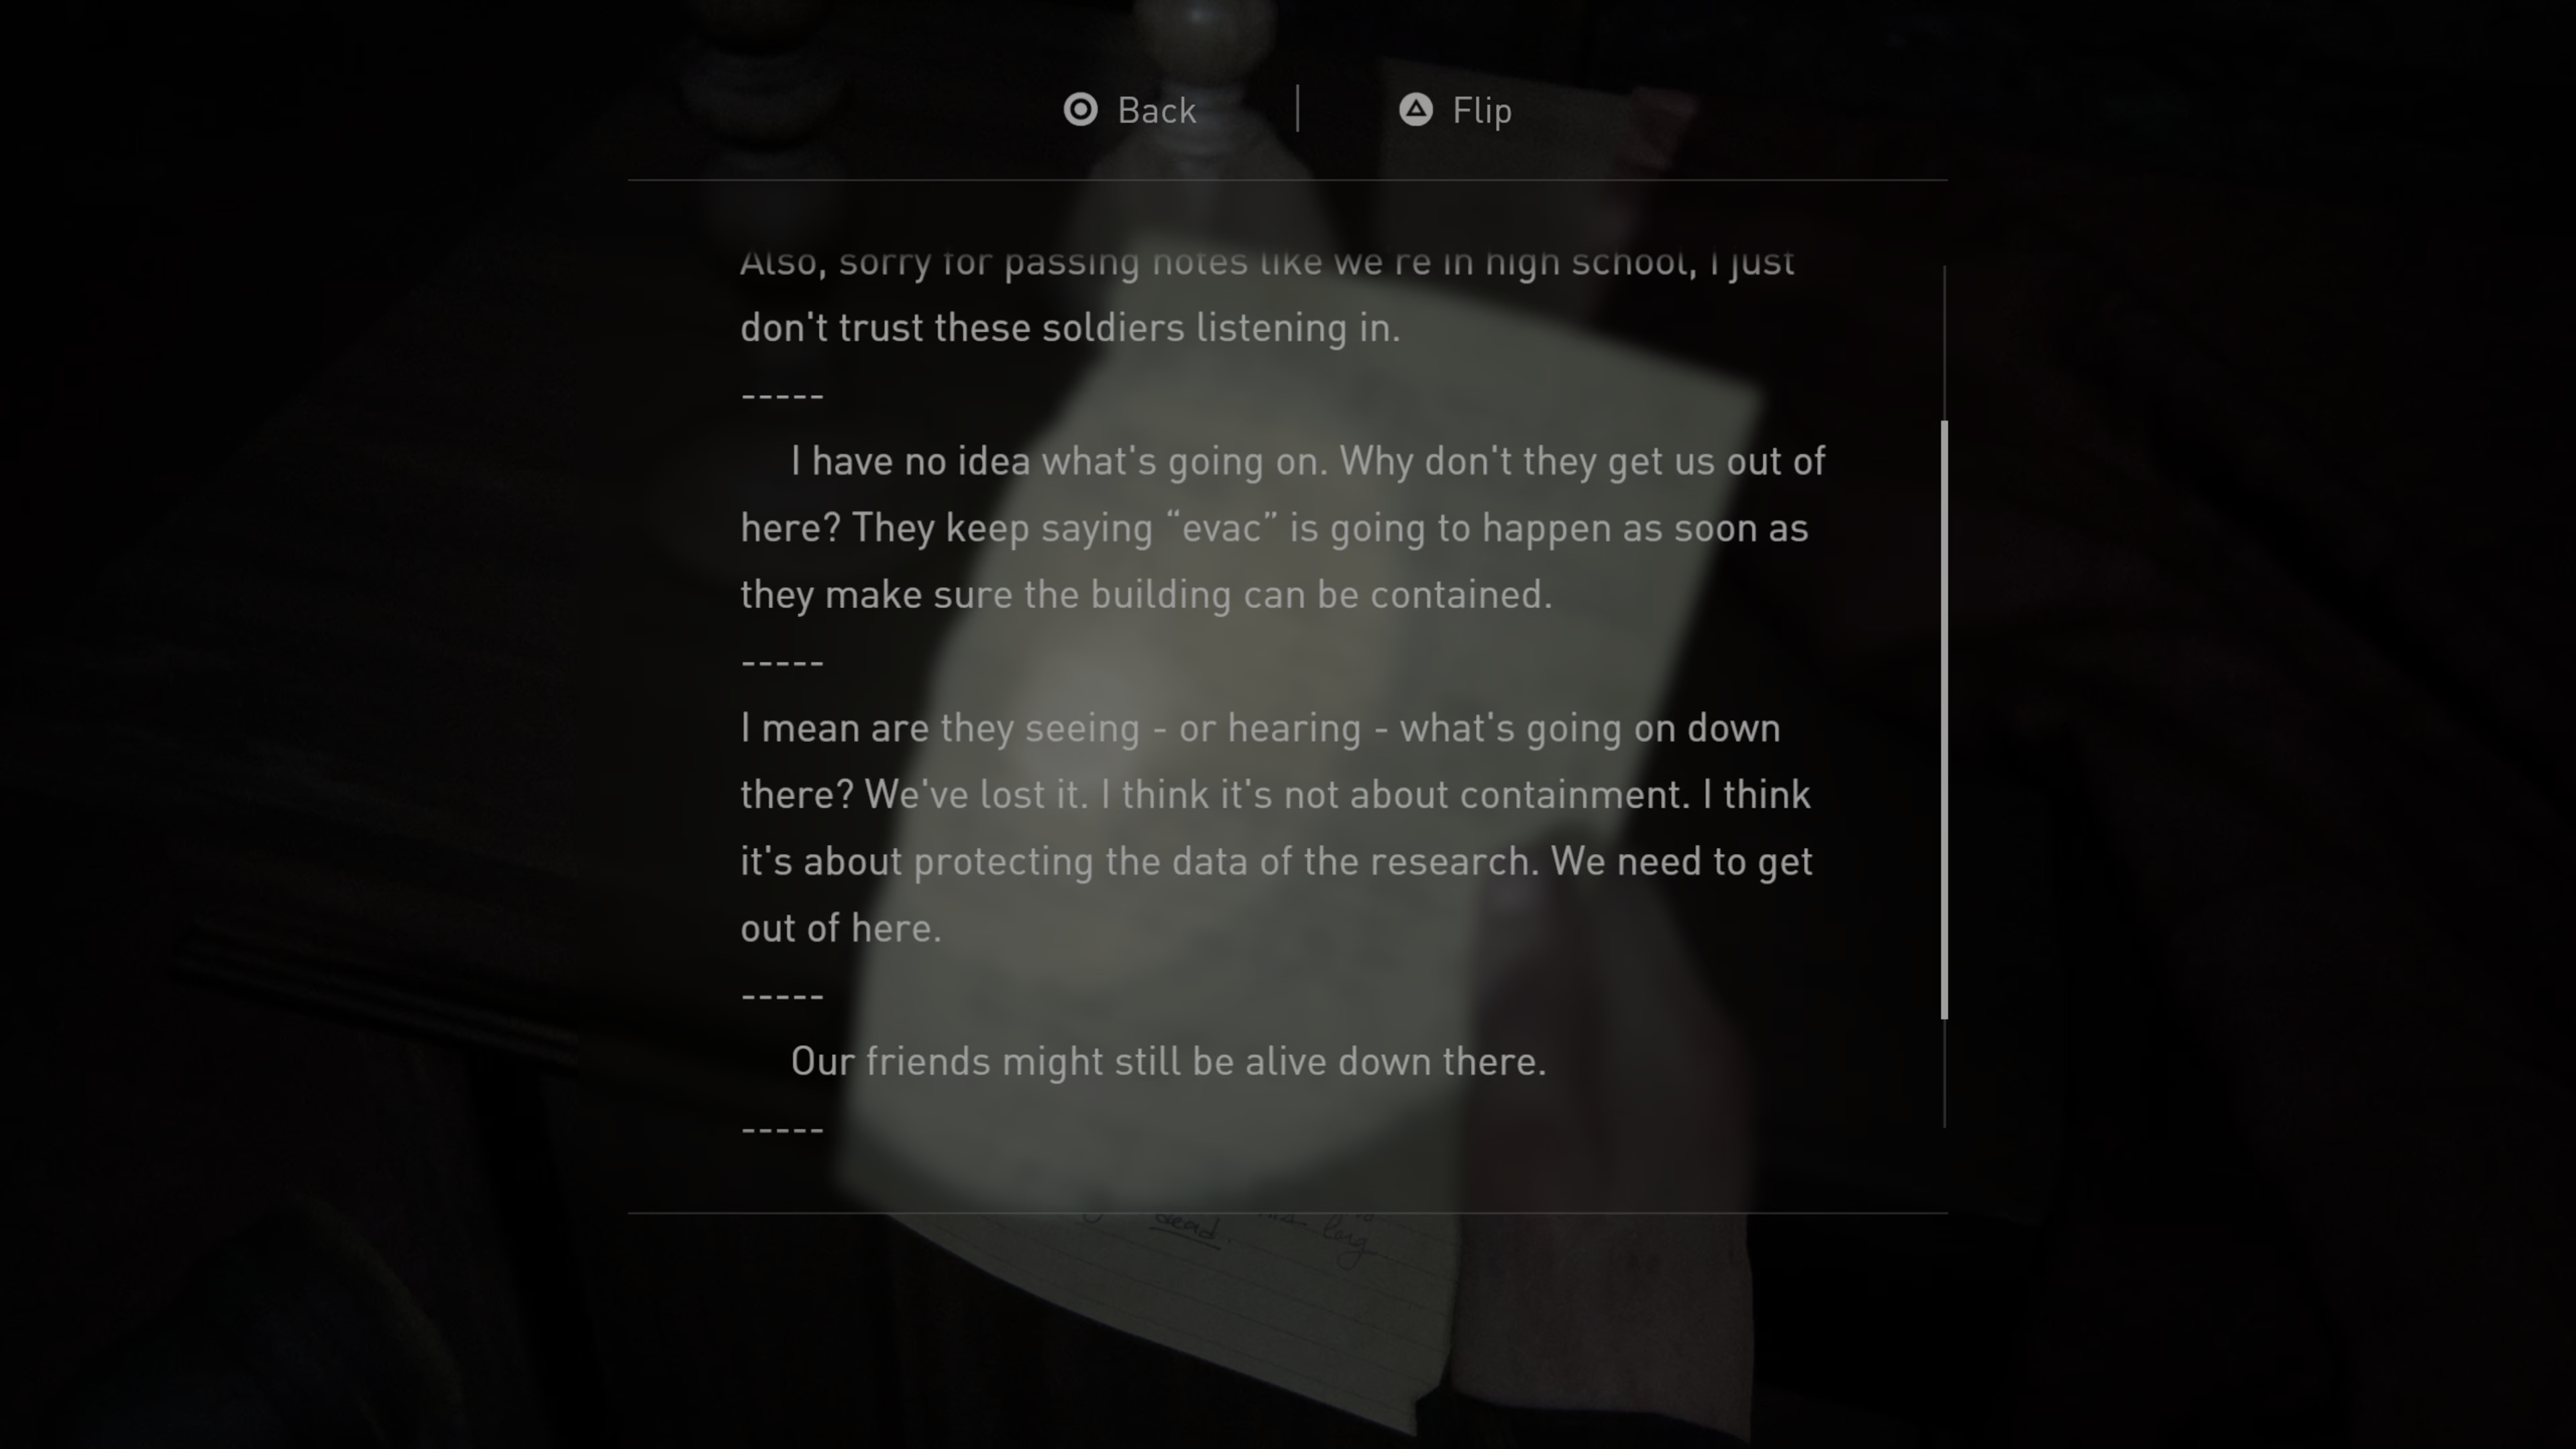 Back | Flip
Also, sorry for passing notes like we're in high school, I just
don't trust these soldiers listening in.
-----
I have no idea what's going on. Why don't they get us out of
here? They keep saying “evac” is going to happen as soon as
they make sure the building can be contained.
-----
I mean are they seeing - or hearing - what's going on down
there? We've lost it. I think it's not about containment. I think
it's about protecting the data of the research. We need to get
out of here.
-----
Our friends might still be alive down there.
-----
dead. long